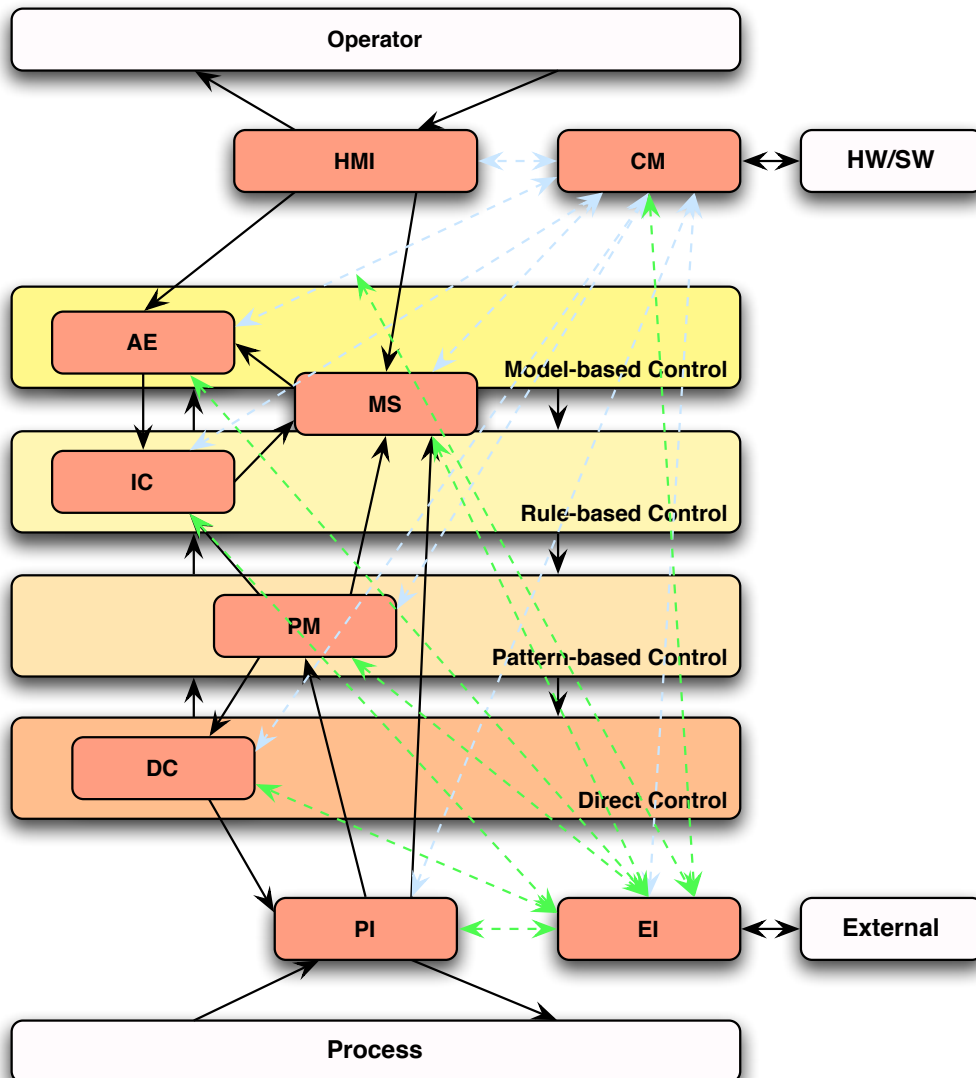 Operator
HMI
CM
HW/SW
AE
Model-based Control
MS
IC
Rule-based Control
PM
Pattern-based Control
DC
Direct Control
PI
EI
External
Process